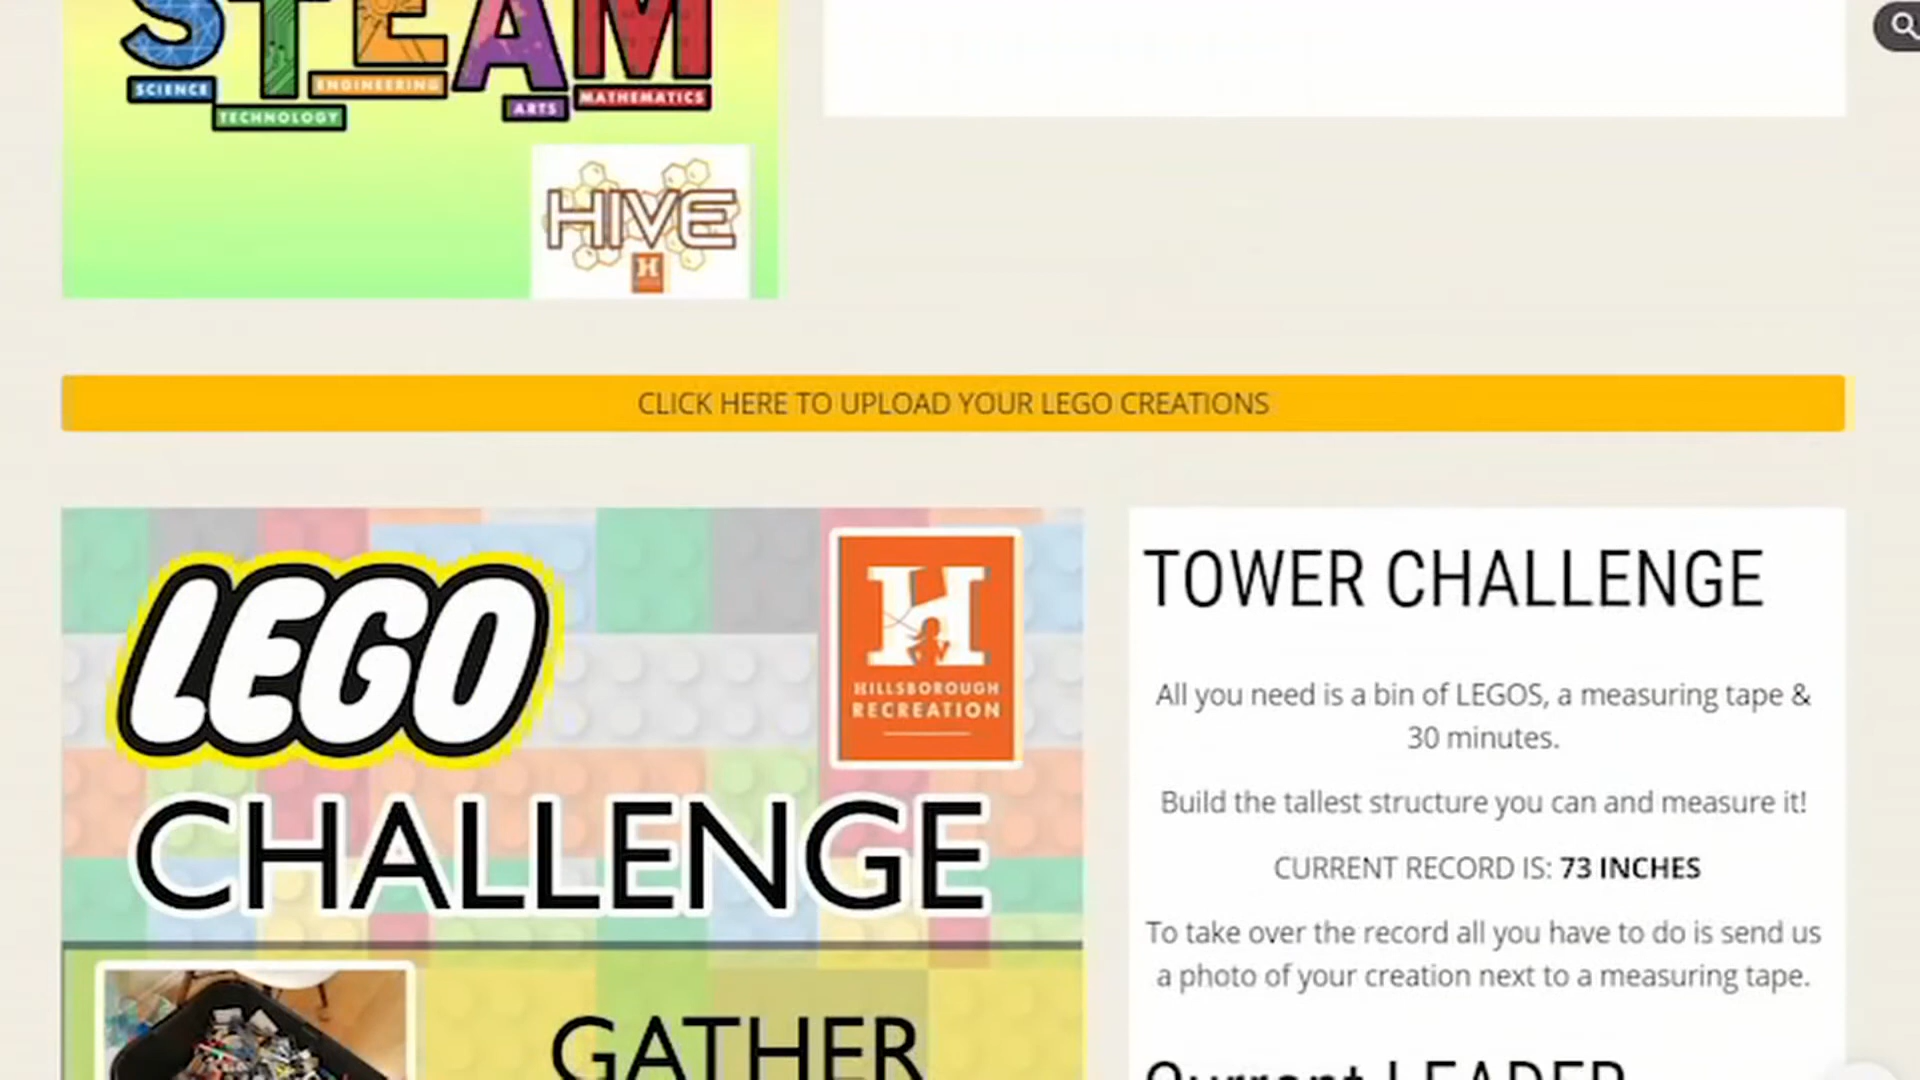 STEAM
SCIENCE
TECHNOLOGY
ENGINEERING
ARTS
MATHEMATICS
HIVE
H
CLICK HERE TO UPLOAD YOUR LEGO CREATIONS
LEGO
CHALLENGE
H
HILLSBOROUGH
RECREATION
GATHER
TOWER CHALLENGE
All you need is a bin of LEGOS, a measuring tape &
30 minutes.
Build the tallest structure you can and measure it!
CURRENT RECORD IS: 73 INCHES
To take over the record all you have to do is send us
a photo of your creation next to a measuring tape.
Current LEADER